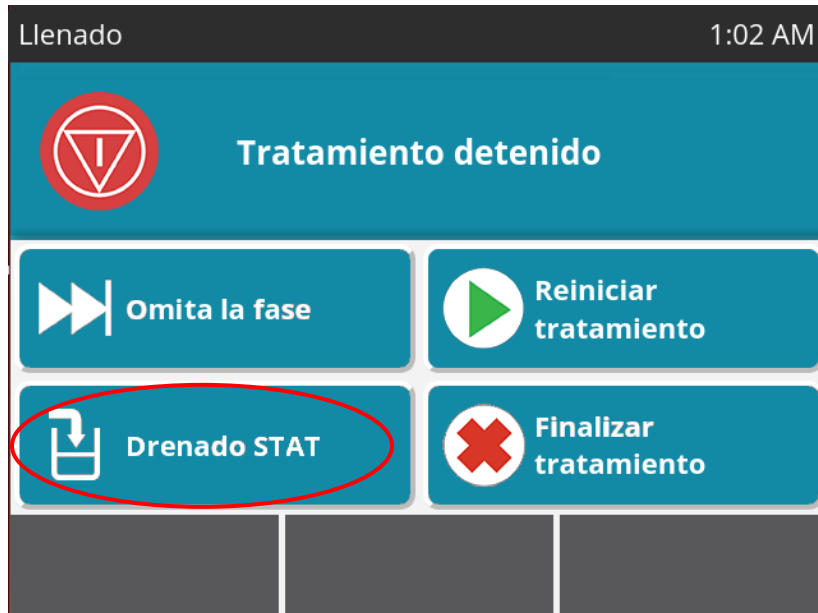 Llenado 1:02 AM
Tratamiento detenido
Omita la fase
Reiniciar
tratamiento
Drenado STAT
Finalizar
tratamiento